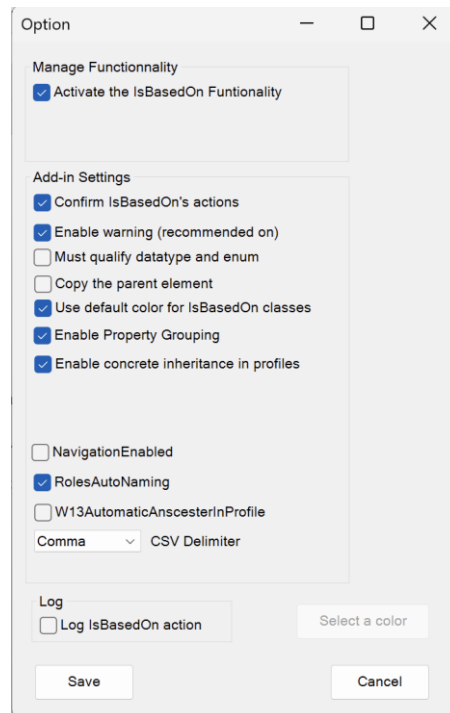 Option
Manage Functionnality
Activate the IsBasedOn Funtionality
Add-in Settings
Confirm IsBasedOn's actions
Enable warning (recommended on)
Must qualify datatype and enum
Copy the parent element
Use default color for IsBasedOn classes
Enable Property Grouping
Enable concrete inheritance in profiles
NavigationEnabled
RolesAutoNaming
W13AutomaticAnscesterInProfile
Comma CSV Delimiter
Log
Log IsBasedOn action
Select a color
Save Cancel